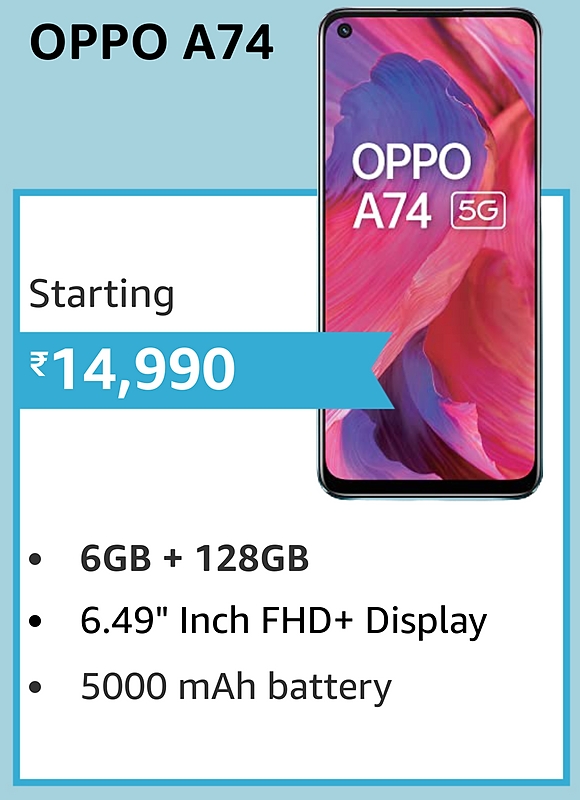 OPPO A74
OPPO
A74 5G
Starting
₹14,990
• 6GB + 128GB
• 6.49" Inch FHD+ Display
• 5000 mAh battery